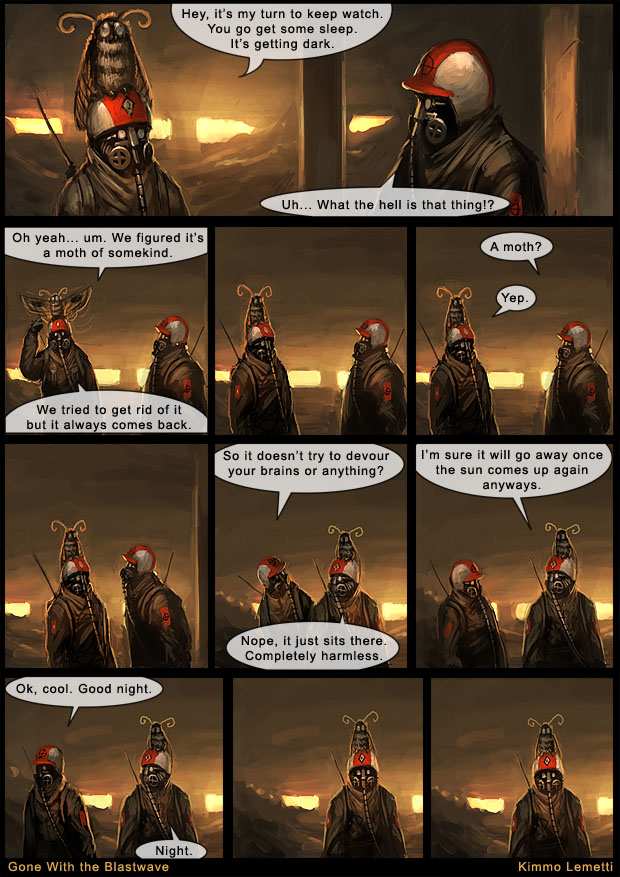 Hey, it's my turn to keep watch.
You go get some sleep.
It's getting dark.
Uh... What the hell is that thing!?
Oh yeah... um. We figured it's
a moth of somekind.
We tried to get rid of it
but it always comes back.
A moth?
Yep.
So it doesn't try to devour
your brains or anything?
Nope, it just sits there.
Completely harmless.
I'm sure it will go away once
the sun comes up again
anyways.
Ok, cool. Good night.
Night.
Gone With the Blastwave
Kimmo Lemetti